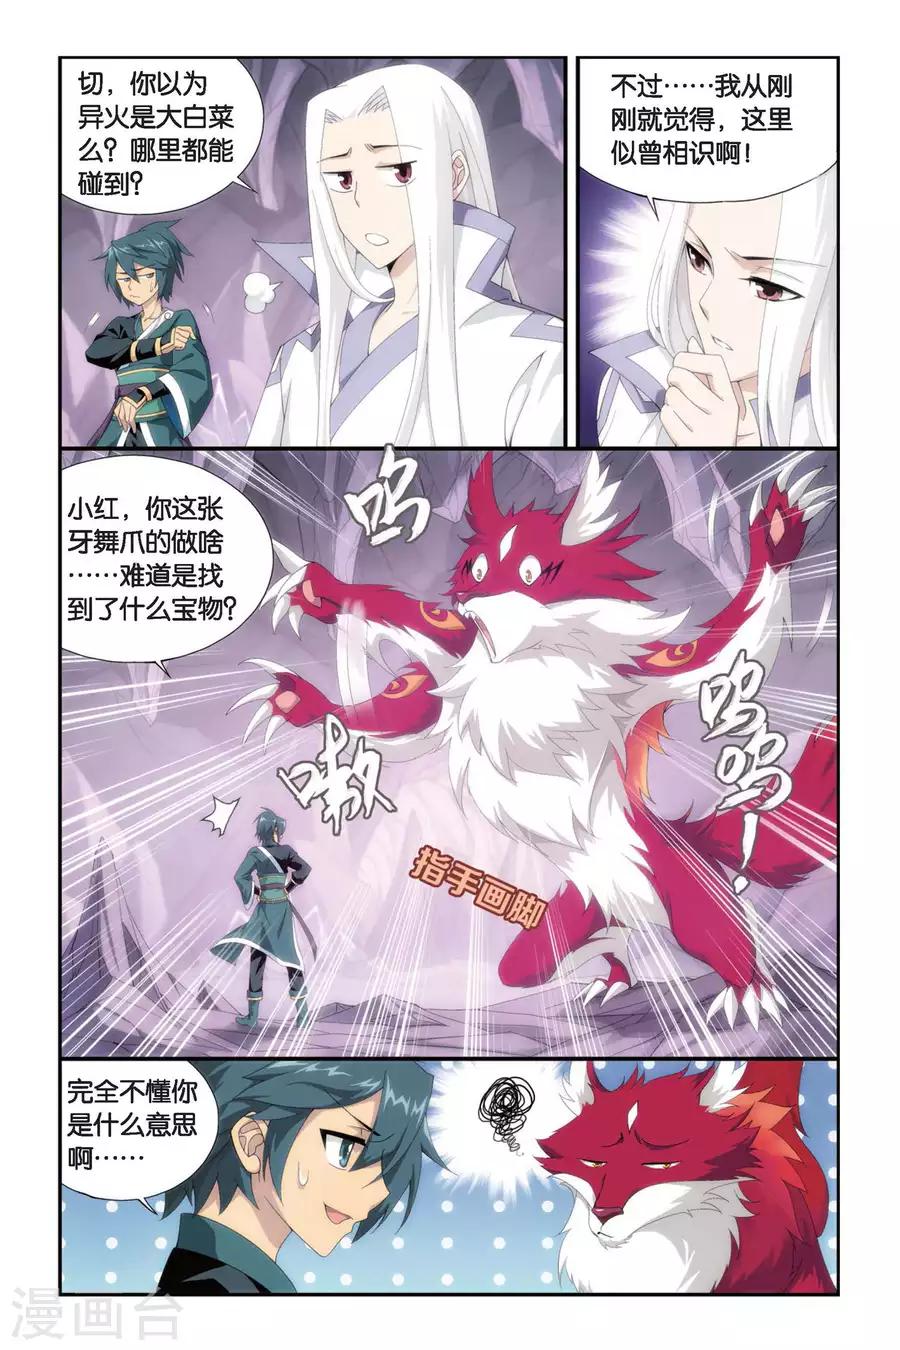 切，你以为
异火是大白菜
么？哪里都能
碰到？
不过……我从刚
刚就觉得，这里
似曾相识啊！
小红，你这张
牙舞爪的做啥
……难道是找
到了什么宝物？
呜
嗷
呜呜！
指手画脚
完全不懂你
是什么意思
啊……
漫画台